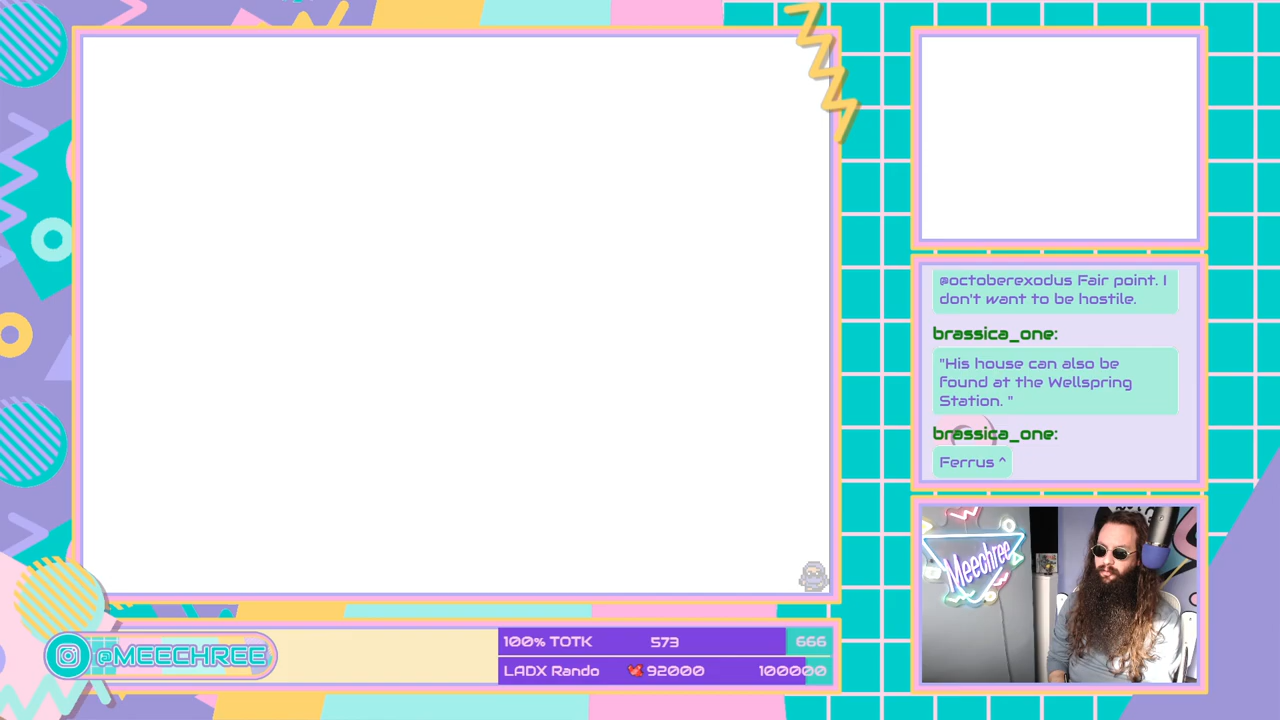 @octoberexodus Fair point. I
don't want to be hostile.
brassica_one:
"His house can also be
found at the Wellspring
Station. "
brassica_one:
Ferrus ^
Meechree
@MEECHREE
100% TOTK 573 666
LADX Rando 92000 100000